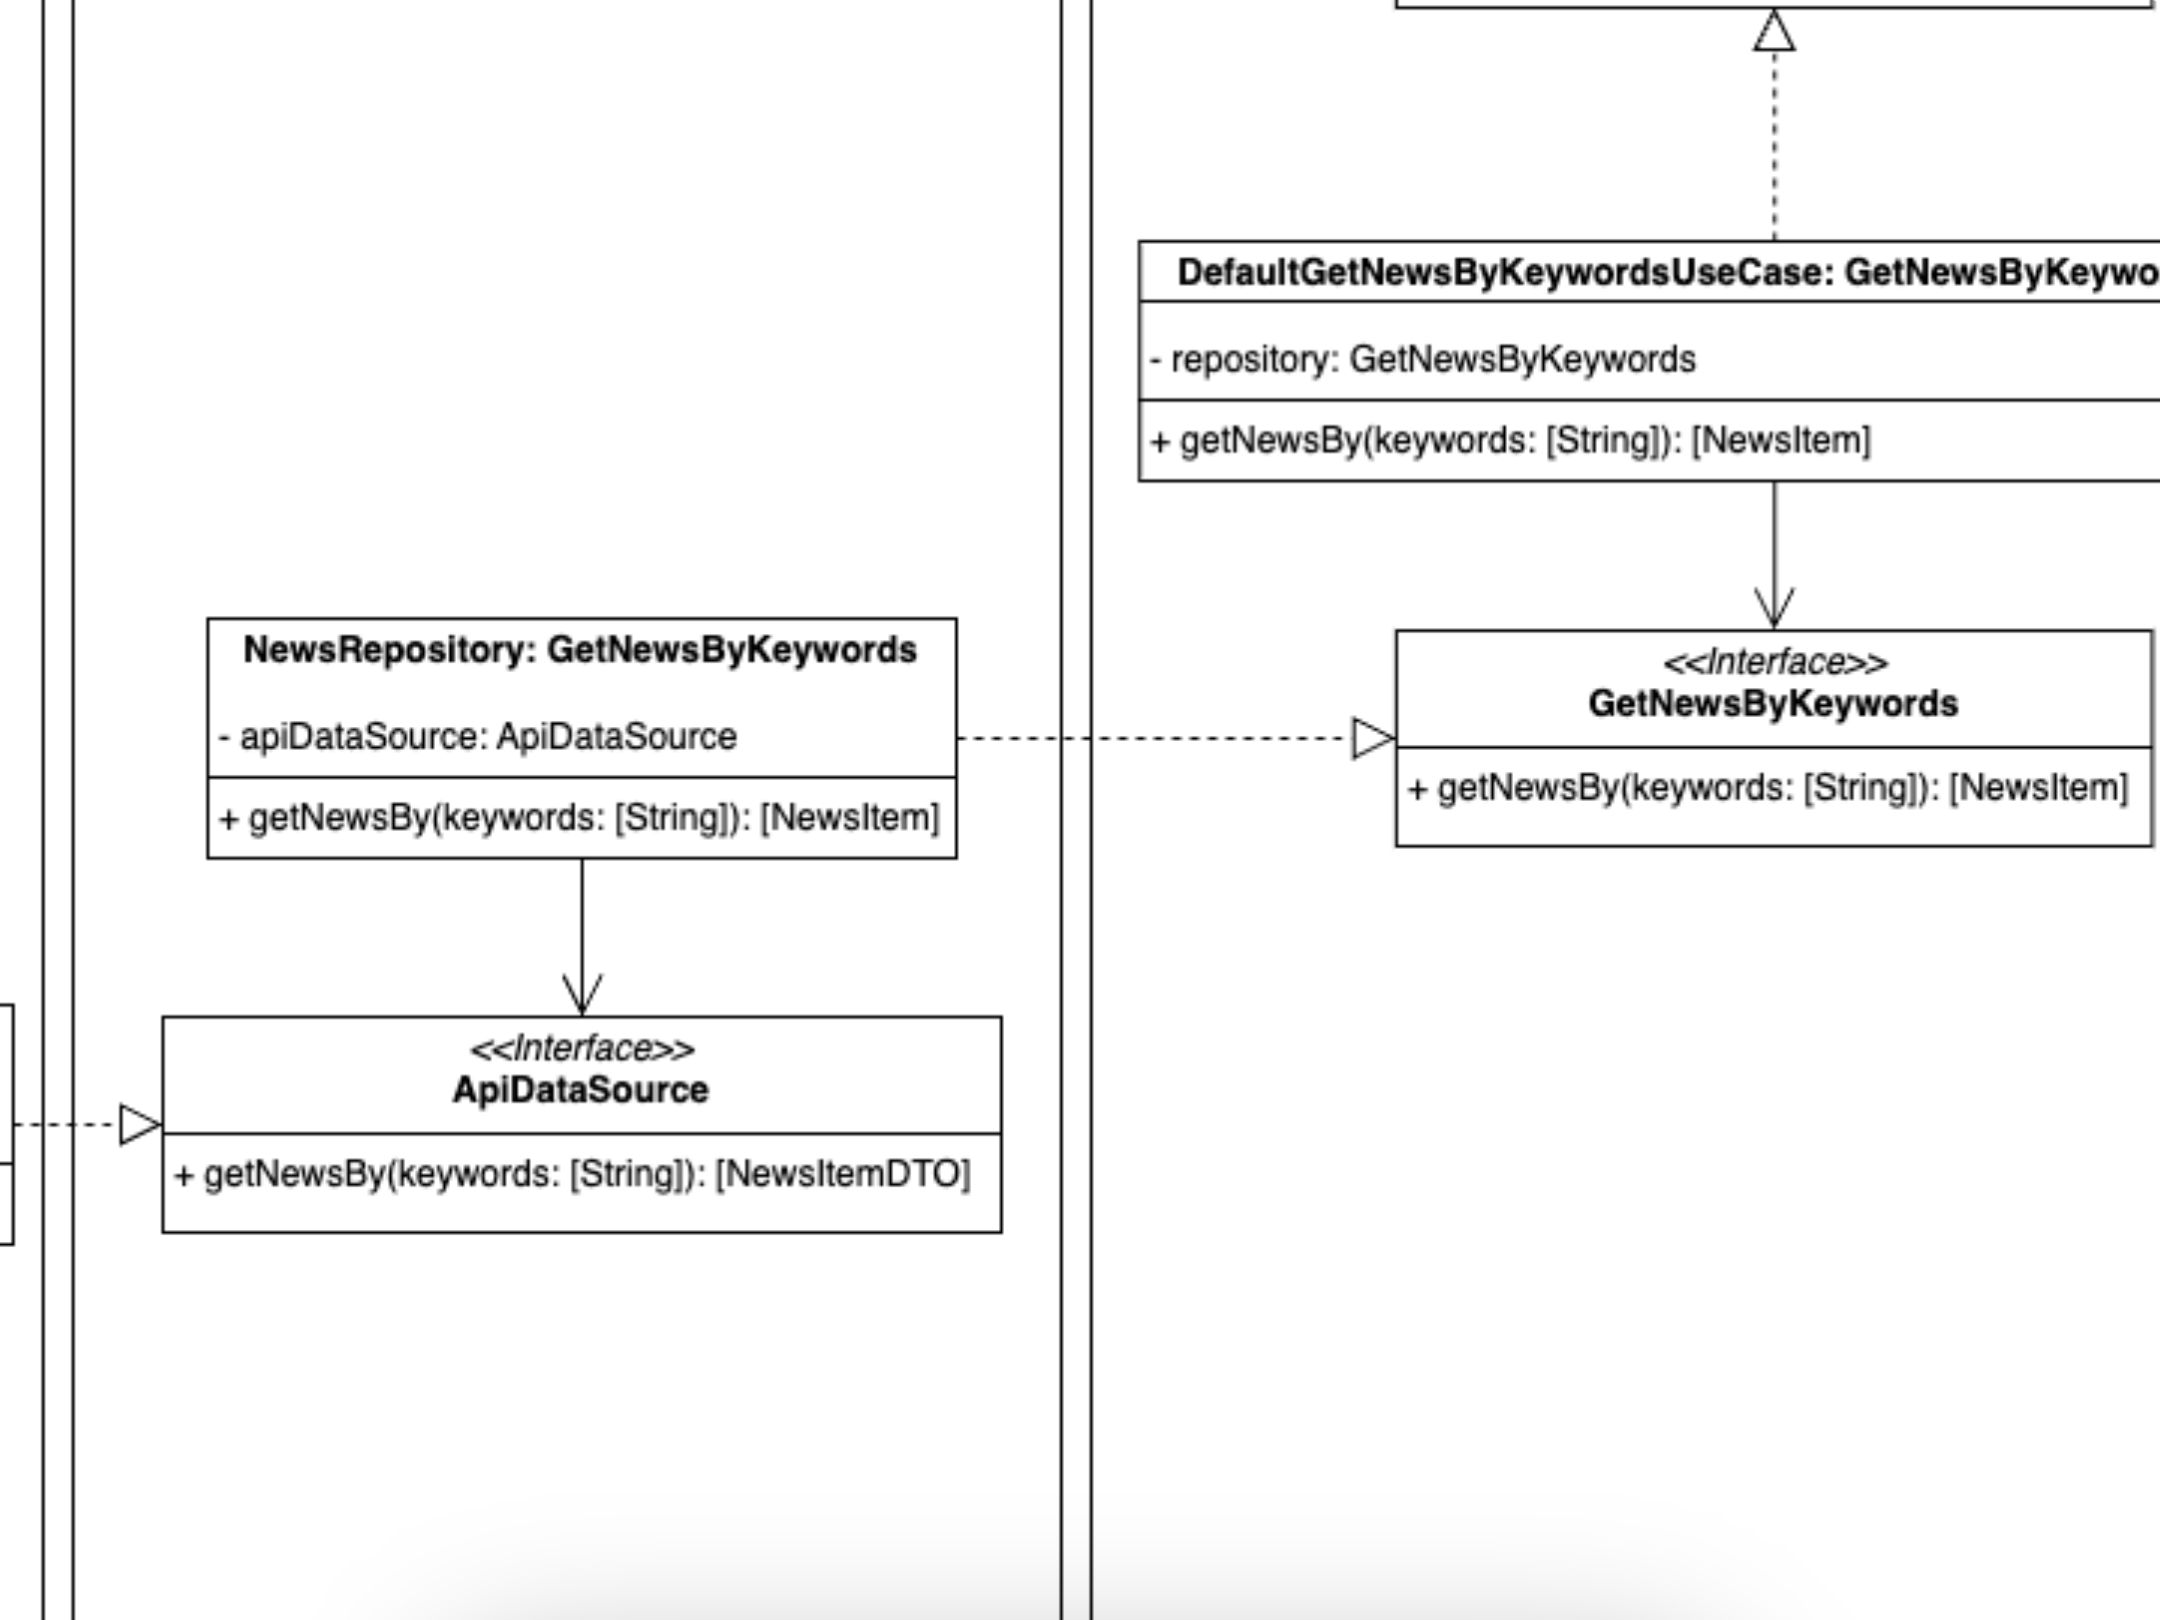 DefaultGetNewsByKeywordsUseCase: GetNewsByKeywo
- repository: GetNewsByKeywords
+ getNewsBy(keywords: [String]): [NewsItem]
NewsRepository: GetNewsByKeywords
- apiDataSource: ApiDataSource
+ getNewsBy(keywords: [String]): [NewsItem]
<<Interface>>
GetNewsByKeywords
+ getNewsBy(keywords: [String]): [NewsItem]
<<Interface>>
ApiDataSource
+ getNewsBy(keywords: [String]): [NewsItemDTO]